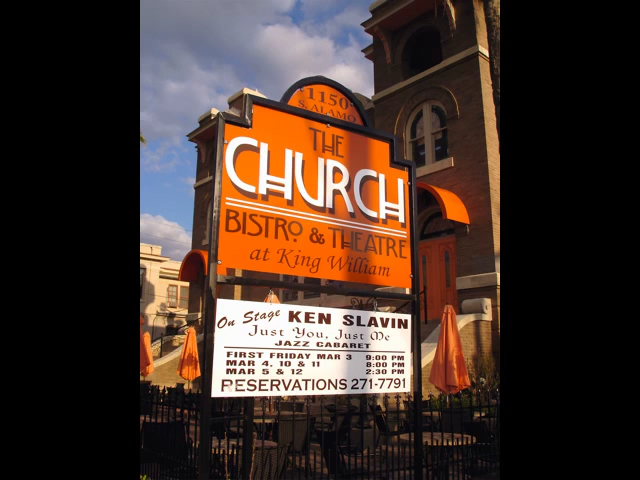 1150
S. ALAMO
THE
CHURCH
BISTRO & THEATRE
at King William
On Stage KEN SLAVIN
Just You, Just Me
JAZZ CABARET
FIRST FRIDAY MAR 3 9:00 PM
MAR 4, 10 & 11 8:00 PM
MAR 5 & 12 2:30 PM
RESERVATIONS 271-7791